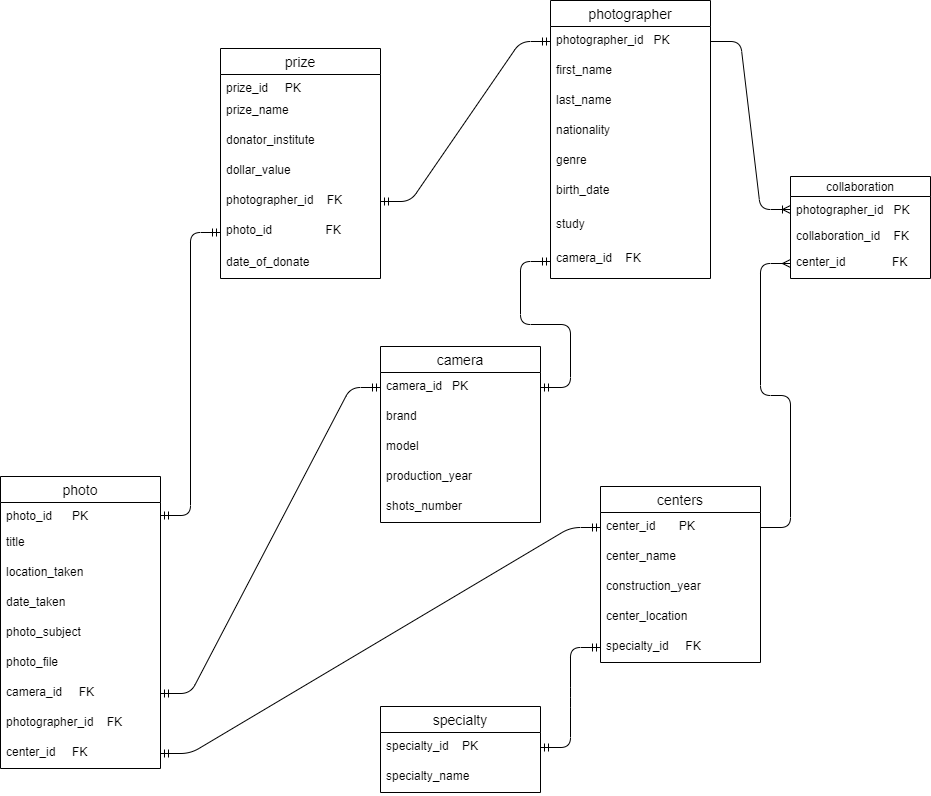 photographer
photographer_id PK
first_name
last_name
nationality
genre
birth_date
study
camera_id FK
prize
prize_id PK
prize_name
donator_institute
dollar_value
photographer_id FK
photo_id FK
date_of_donate
collaboration
photographer_id PK
collaboration_id FK
center_id FK
camera
camera_id PK
brand
model
production_year
shots_number
photo
photo_id PK
title
location_taken
date_taken
photo_subject
photo_file
camera_id FK
photographer_id FK
center_id FK
centers
center_id PK
center_name
construction_year
center_location
specialty_id FK
specialty
specialty_id PK
specialty_name